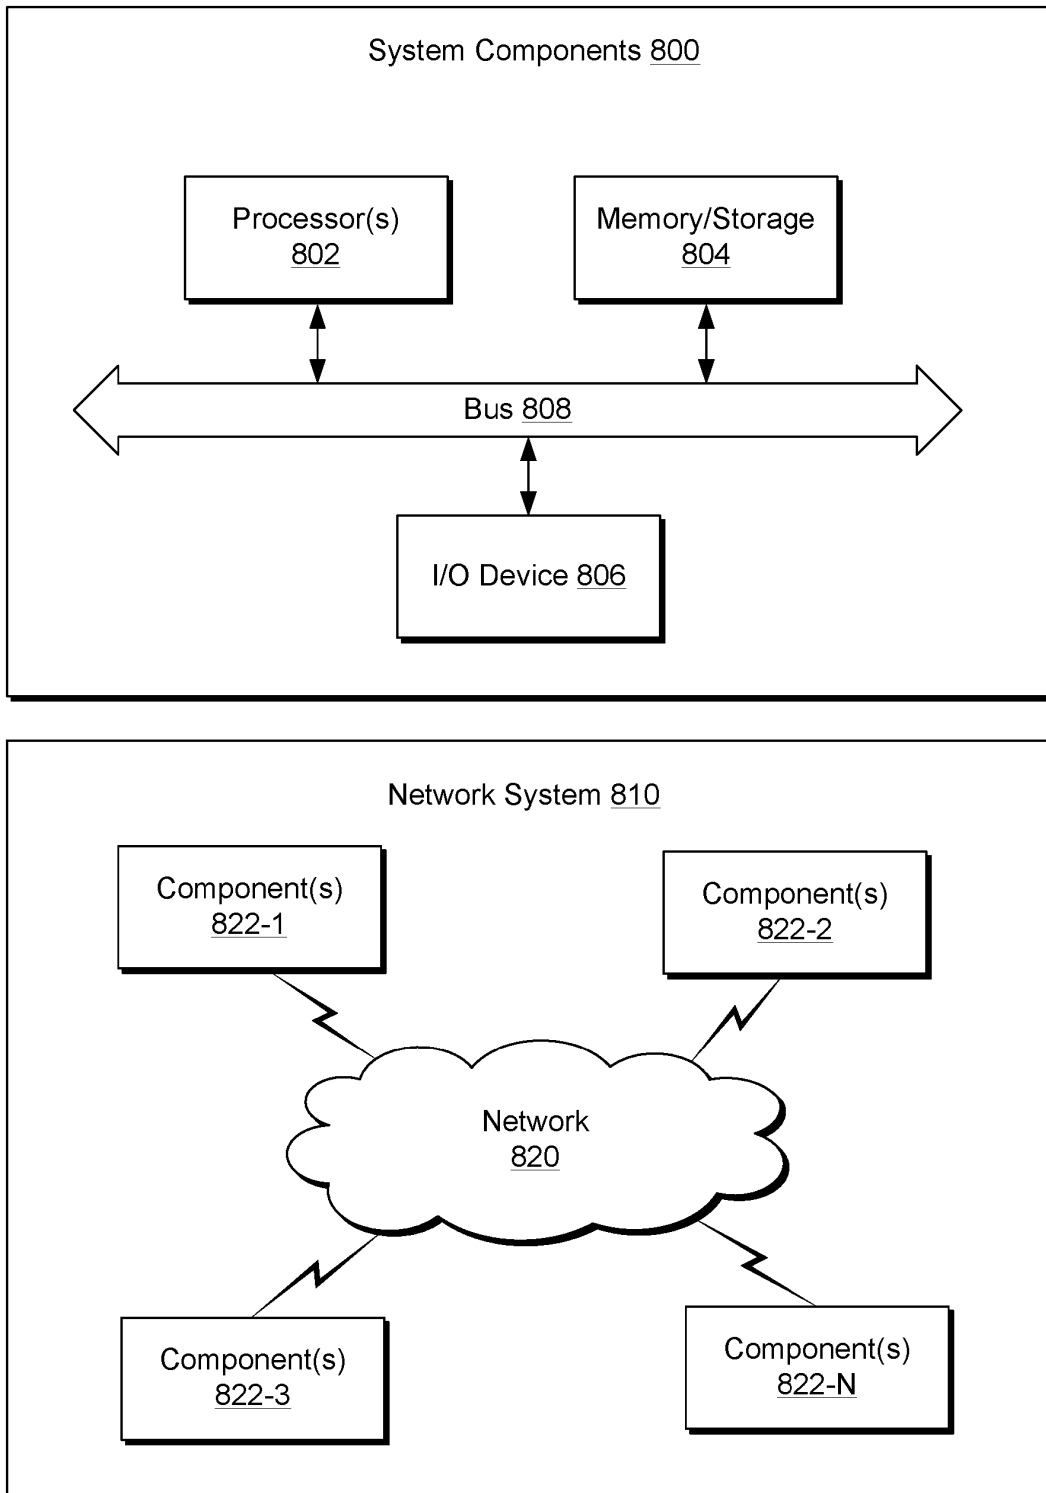 System Components 800
Processor(s)
802
Memory/Storage
804
Bus 808
I/O Device 806
Network System 810
Component(s)
822-1
Component(s)
822-2
Network
820
Component(s)
822-3
Component(s)
822-N